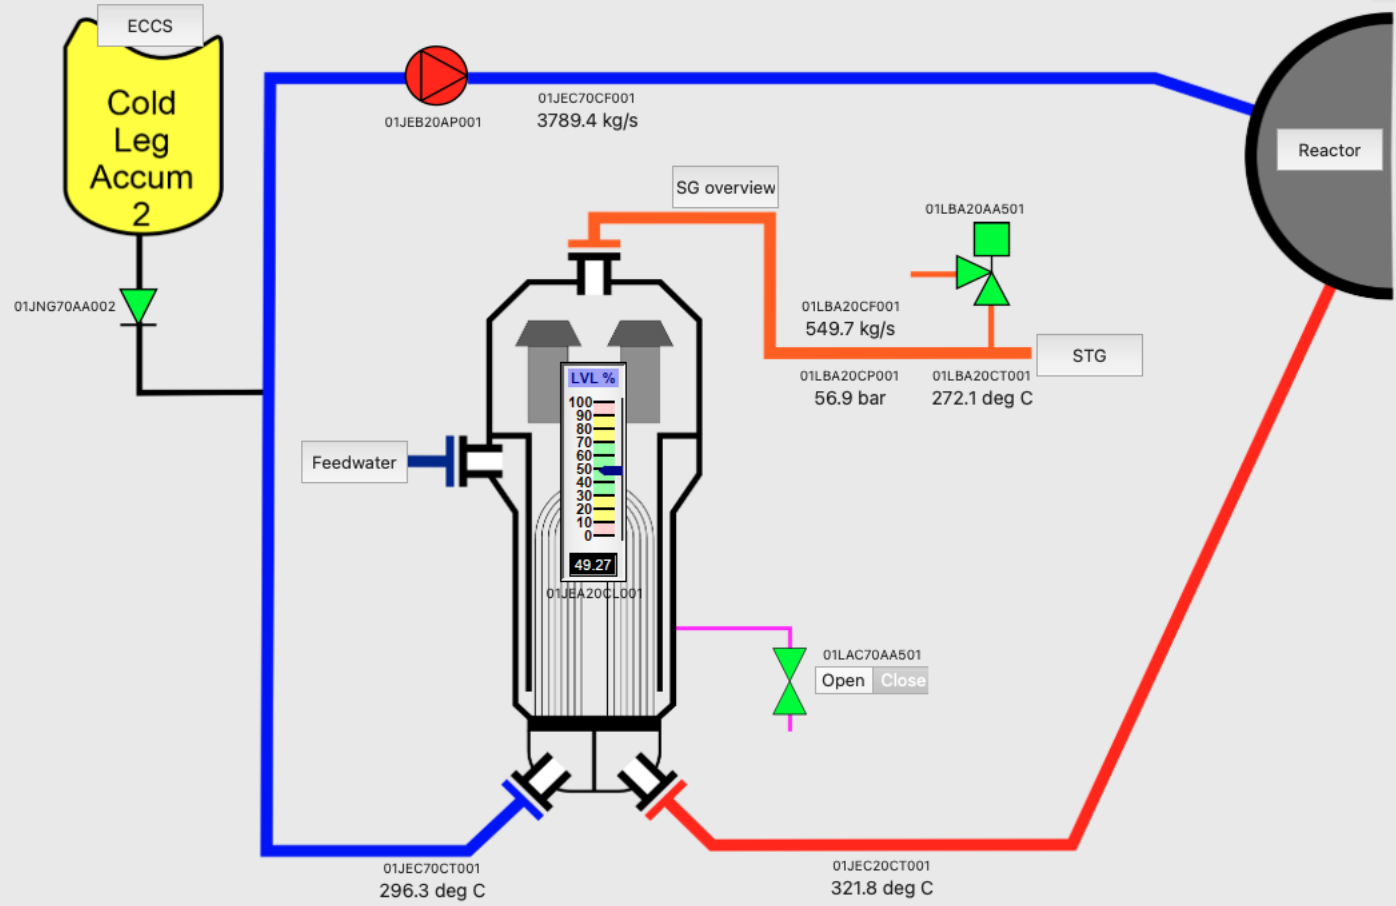 ECCS
Cold
Leg
Accum
2
01JNG70AA002
01JEB20AP001
01JEC70CF001
3789.4 kg/s
Reactor
SG overview
01LBA20AA501
01LBA20CF001
549.7 kg/s
STG
01LBA20CP001
56.9 bar
01LBA20CT001
272.1 deg C
Feedwater
LVL %
100
90
80
70
60
50
40
30
20
10
0
49.27
01JEA20CL001
01LAC70AA501
Open Close
01JEC70CT001
296.3 deg C
01JEC20CT001
321.8 deg C